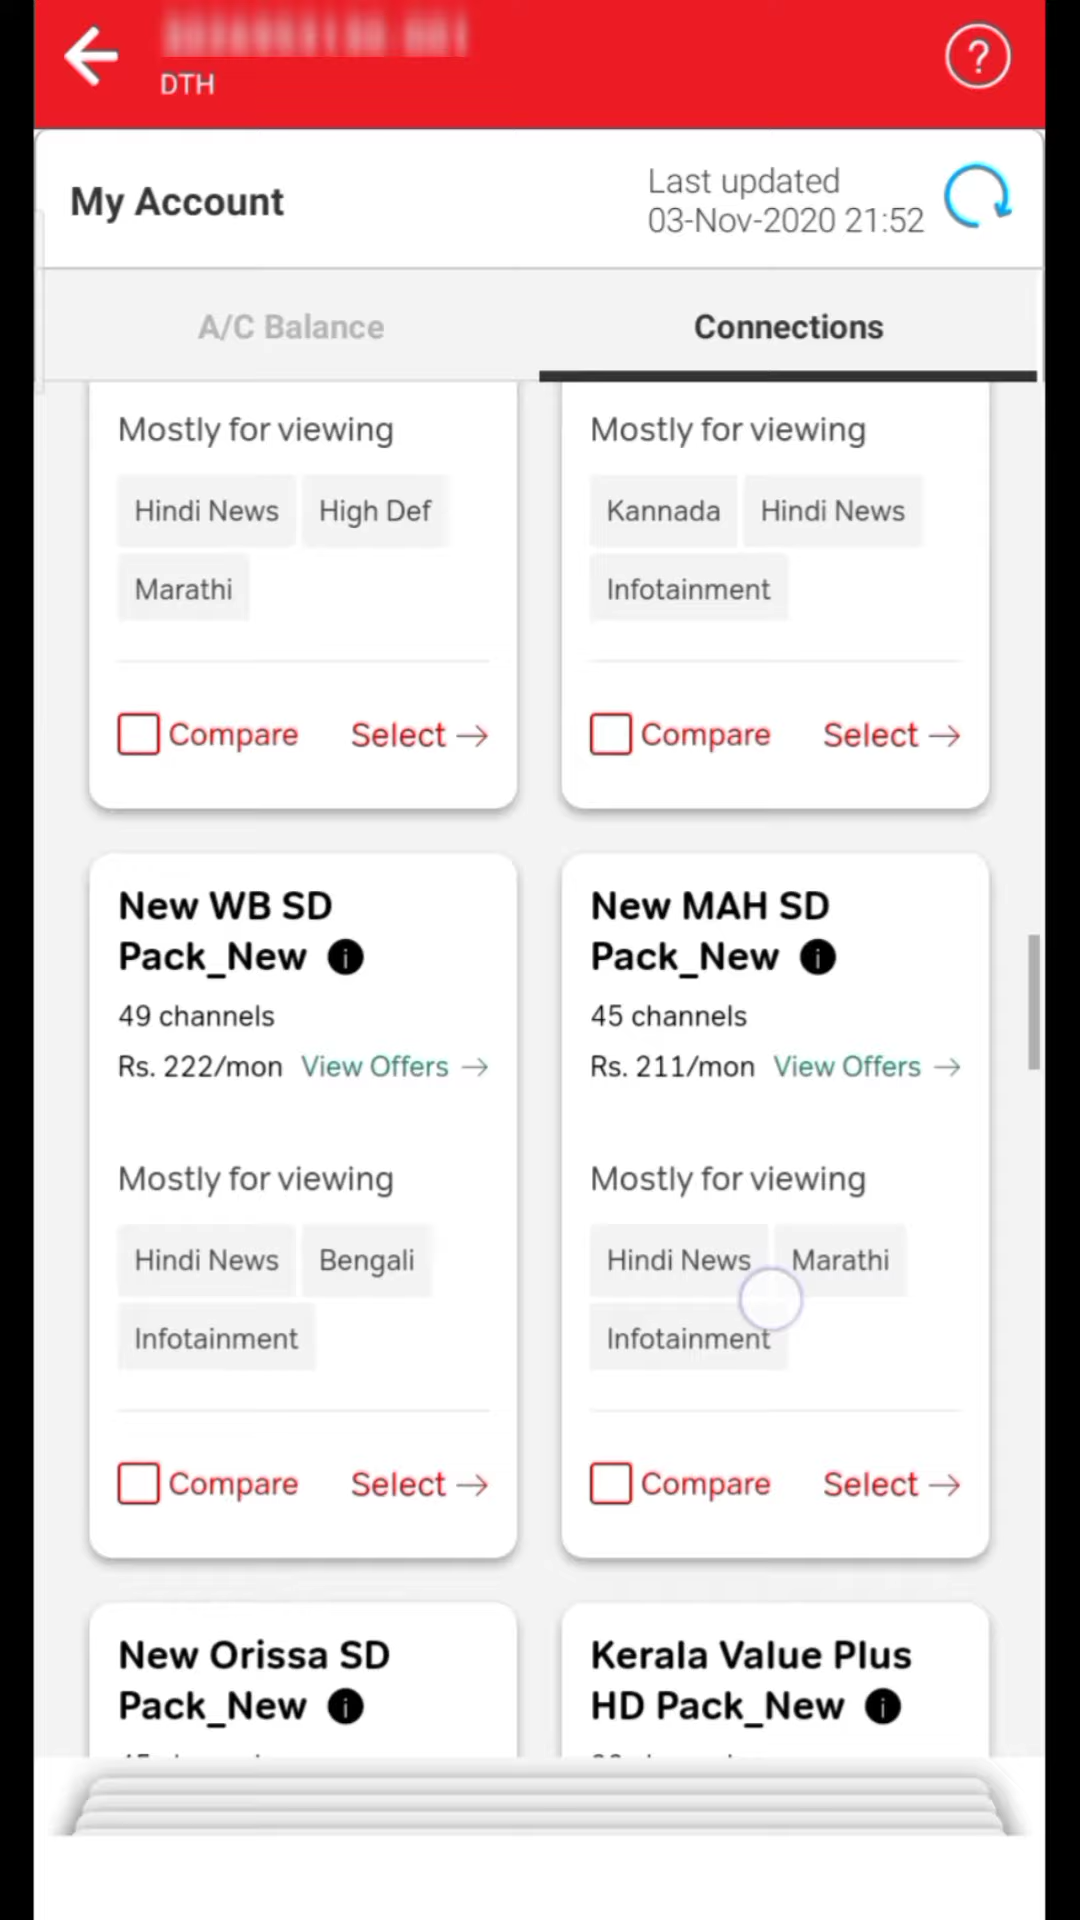 DTH
?
My Account
Last updated
03-Nov-2020 21:52
A/C Balance
Connections
Mostly for viewing
Hindi News
High Def
Marathi
Compare
Select →
Mostly for viewing
Kannada
Hindi News
Infotainment
Compare
Select →
New WB SD
Pack_New i
49 channels
Rs. 222/mon View Offers →
Mostly for viewing
Hindi News
Bengali
Infotainment
Compare
Select →
New MAH SD
Pack_New i
45 channels
Rs. 211/mon View Offers →
Mostly for viewing
Hindi News
Marathi
Infotainment
Compare
Select →
New Orissa SD
Pack_New i
Kerala Value Plus
HD Pack_New i